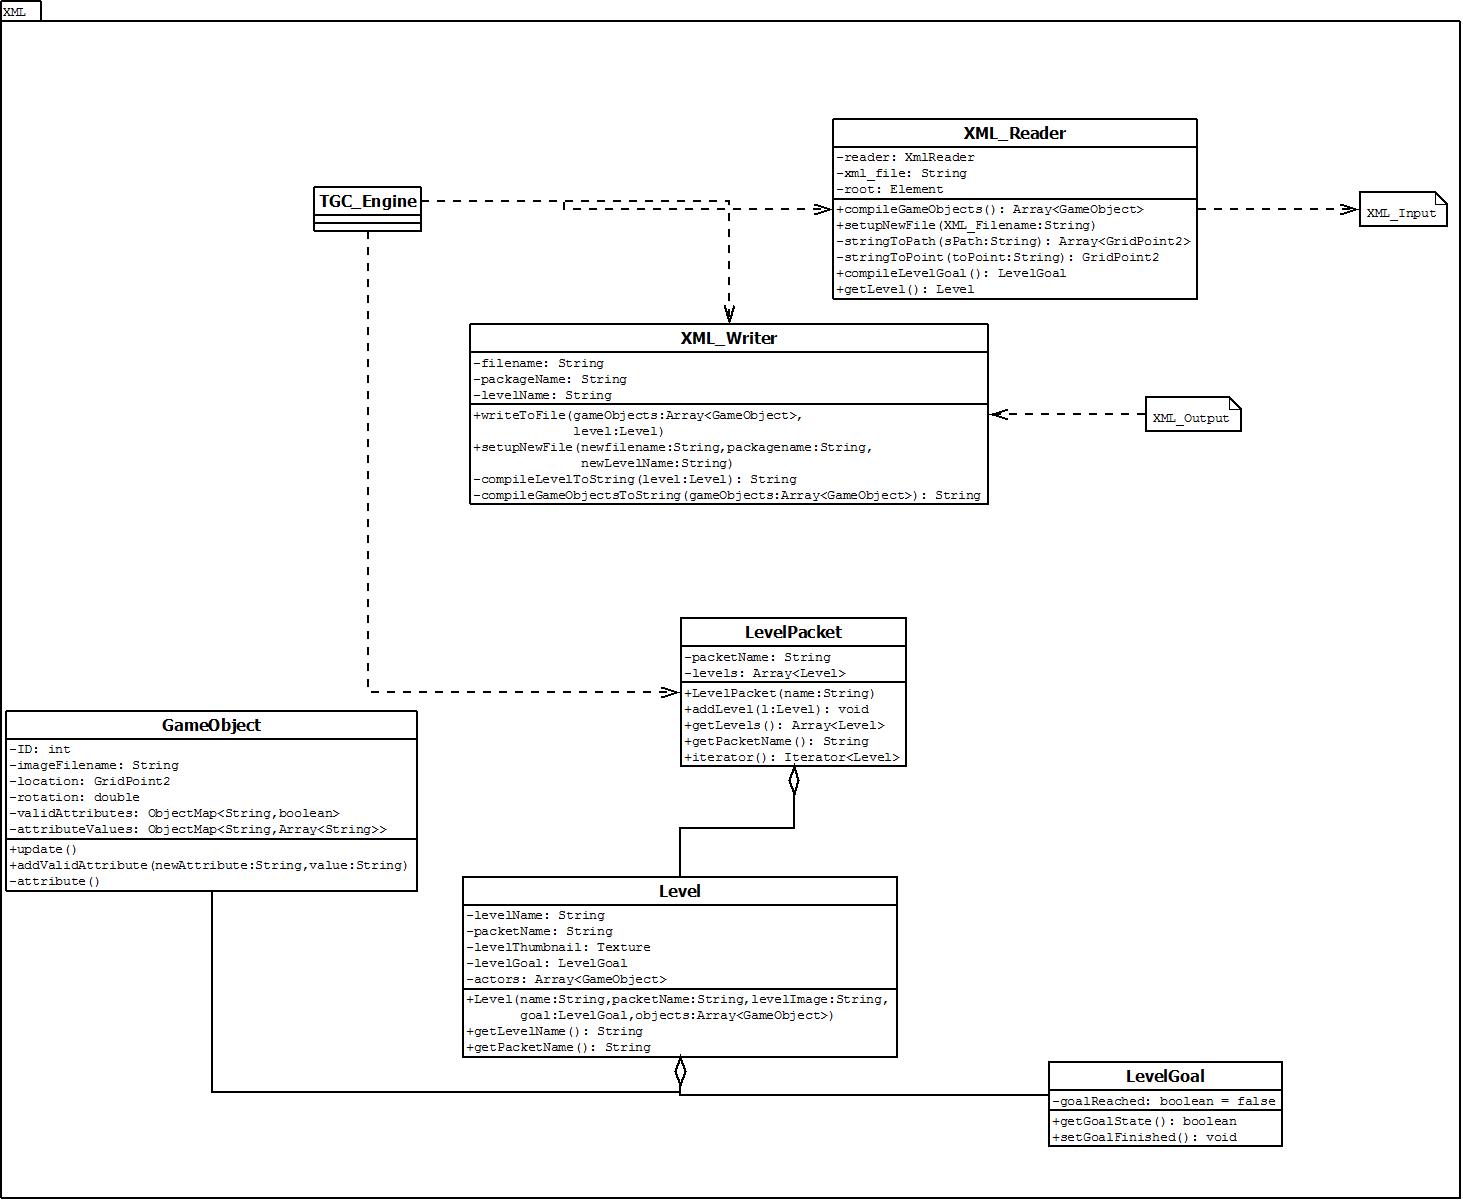 XML
XML_Reader
-reader: XmlReader
-xml_file: String
-root: Element
+compileGameObjects(): Array<GameObject>
+setupNewFile(XML_Filename:String)
-stringToPath(sPath:String): Array<GridPoint2>
-stringToPoint(toPoint:String): GridPoint2
+compileLevelGoal(): LevelGoal
+getLevel(): Level
TGC_Engine
XML_Input
XML_Writer
-filename: String
-packageName: String
-levelName: String
+writeToFile(gameObjects:Array<GameObject>,
level:Level)
+setupNewFile(newfilename:String,packagename:String,
newLevelName:String)
-compileLevelToString(level:Level): String
-compileGameObjectsToString(gameObjects:Array<GameObject>): String
XML_Output
LevelPacket
-packetName: String
-levels: Array<Level>
+LevelPacket(name:String)
+addLevel(l:Level): void
+getLevels(): Array<Level>
+getPacketName(): String
+iterator(): Iterator<Level>
GameObject
-ID: int
-imageFilename: String
-location: GridPoint2
-rotation: double
-validAttributes: ObjectMap<String,boolean>
-attributeValues: ObjectMap<String,Array<String>>
+update()
+addValidAttribute(newAttribute:String,value:String)
-attribute()
Level
-levelName: String
-packetName: String
-levelThumbnail: Texture
-levelGoal: LevelGoal
-actors: Array<GameObject>
+Level(name:String,packetName:String,levelImage:String,
goal:LevelGoal,objects:Array<GameObject>)
+getLevelName(): String
+getPacketName(): String
LevelGoal
-goalReached: boolean = false
+getGoalState(): boolean
+setGoalFinished(): void